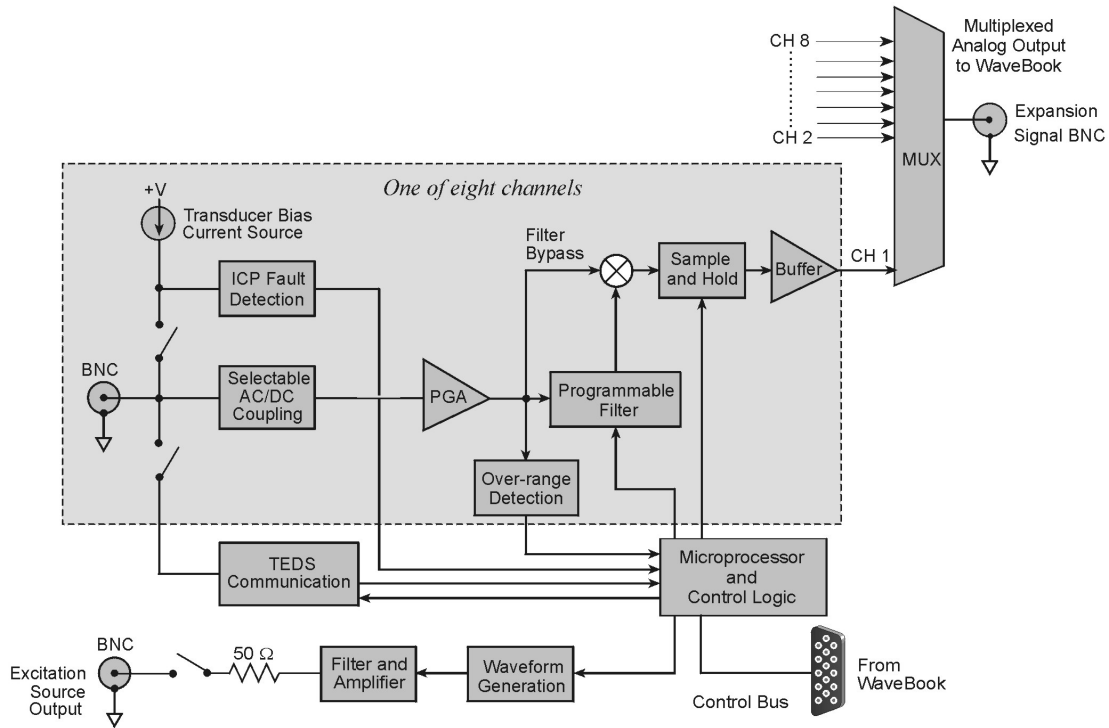 Multiplexed
Analog Output
to WaveBook
CH 8
CH 2
MUX
Expansion
Signal BNC
One of eight channels
+V
Transducer Bias
Current Source
Filter
Bypass
ICP Fault
Detection
Sample
and Hold
Buffer
CH 1
BNC
Selectable
AC/DC
Coupling
PGA
Programmable
Filter
Over-range
Detection
TEDS
Communication
Microprocessor
and
Control Logic
BNC
50 Ω
Excitation
Source
Output
Filter and
Amplifier
Waveform
Generation
Control Bus
From
WaveBook